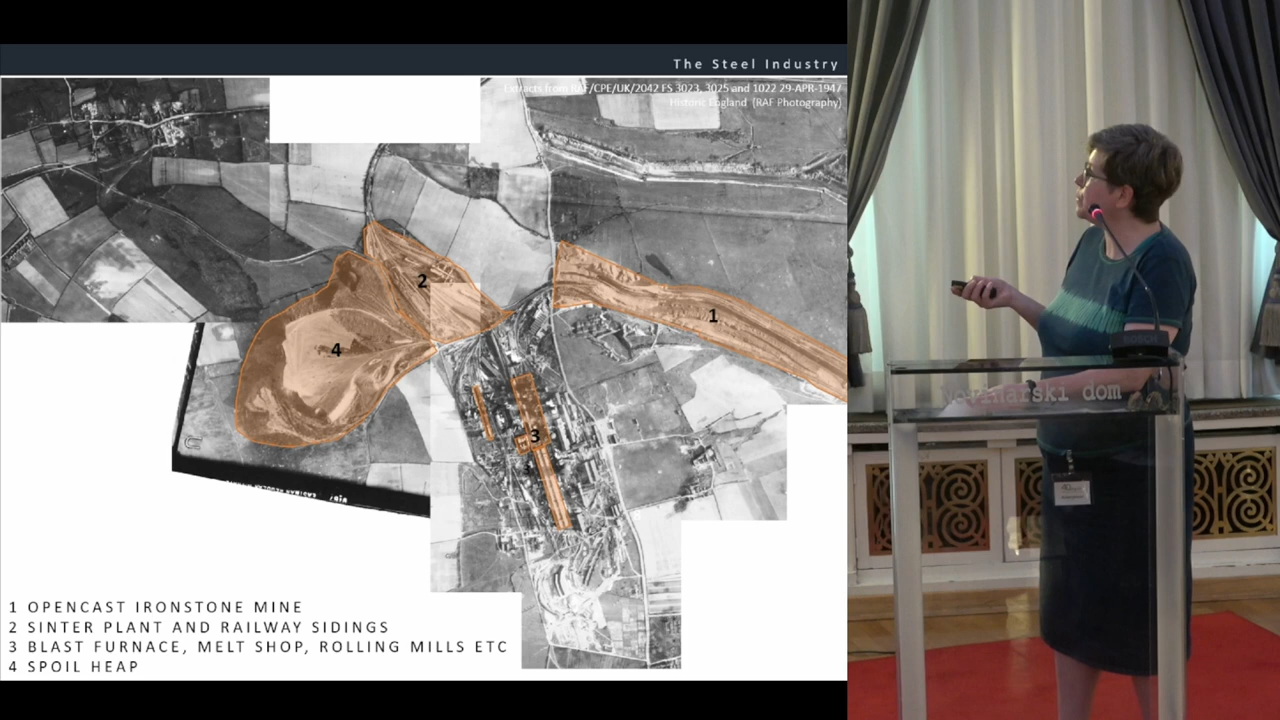 The Steel Industry
Extracts from RAF/CPE/UK/2042 FS 3023, 3025 and 1022 29-APR-1947
Historic England (RAF Photography)
2
1
4
3
1 OPENCAST IRONSTONE MINE
2 SINTER PLANT AND RAILWAY SIDINGS
3 BLAST FURNACE, MELT SHOP, ROLLING MILLS ETC
4 SPOIL HEAP
Novinarski dom